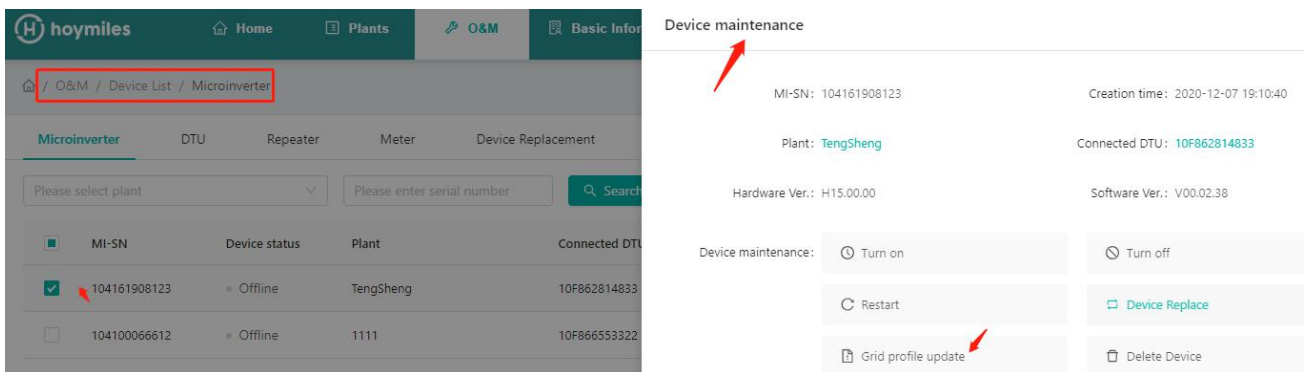 hoymiles
Home
Plants
O&M
Basic Infor
/ O&M / Device List / Microinverter
Microinverter
DTU
Repeater
Meter
Device Replacement
Please select plant
Please enter serial number
Search
MI-SN
Device status
Plant
Connected DTU
104161908123
Offline
TengSheng
10F862814833
104100066612
Offline
1111
10F866553322
Device maintenance
MI-SN: 104161908123
Creation time: 2020-12-07 19:10:40
Plant: TengSheng
Connected DTU: 10F862814833
Hardware Ver.: H15.00.00
Software Ver.: V00.02.38
Device maintenance:
Turn on
Turn off
Restart
Device Replace
Grid profile update
Delete Device